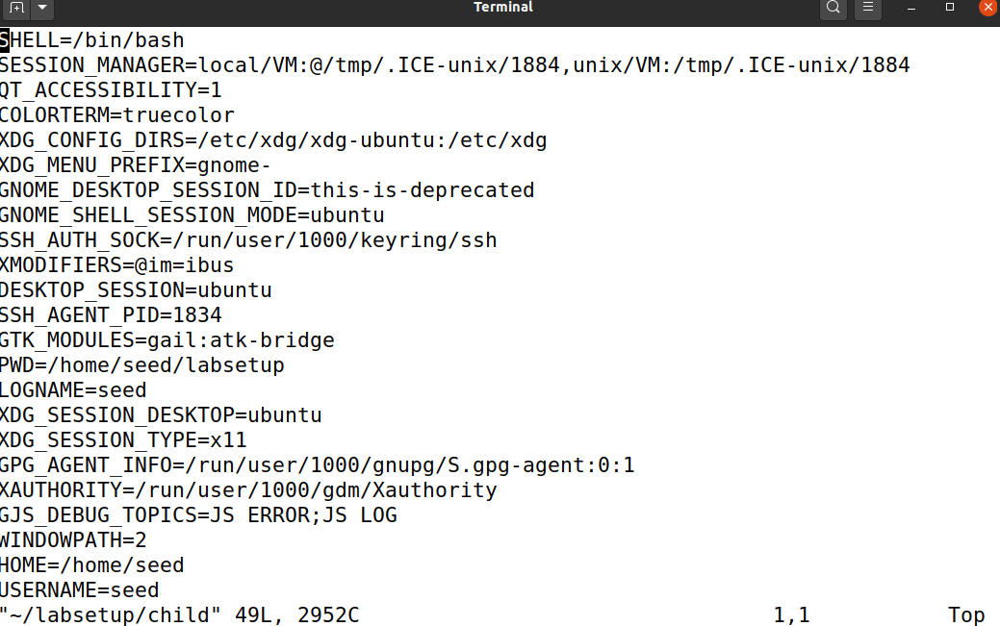 Terminal
SHELL=/bin/bash
SESSION_MANAGER=local/VM:@/tmp/.ICE-unix/1884,unix/VM:/tmp/.ICE-unix/1884
QT_ACCESSIBILITY=1
COLORTERM=truecolor
XDG_CONFIG_DIRS=/etc/xdg/xdg-ubuntu:/etc/xdg
XDG_MENU_PREFIX=gnome-
GNOME_DESKTOP_SESSION_ID=this-is-deprecated
GNOME_SHELL_SESSION_MODE=ubuntu
SSH_AUTH_SOCK=/run/user/1000/keyring/ssh
XMODIFIERS=@im=ibus
DESKTOP_SESSION=ubuntu
SSH_AGENT_PID=1834
GTK_MODULES=gail:atk-bridge
PWD=/home/seed/labsetup
LOGNAME=seed
XDG_SESSION_DESKTOP=ubuntu
XDG_SESSION_TYPE=x11
GPG_AGENT_INFO=/run/user/1000/gnupg/S.gpg-agent:0:1
XAUTHORITY=/run/user/1000/gdm/Xauthority
GJS_DEBUG_TOPICS=JS ERROR;JS LOG
WINDOWPATH=2
HOME=/home/seed
USERNAME=seed
"~/labsetup/child" 49L, 2952C 1,1 Top